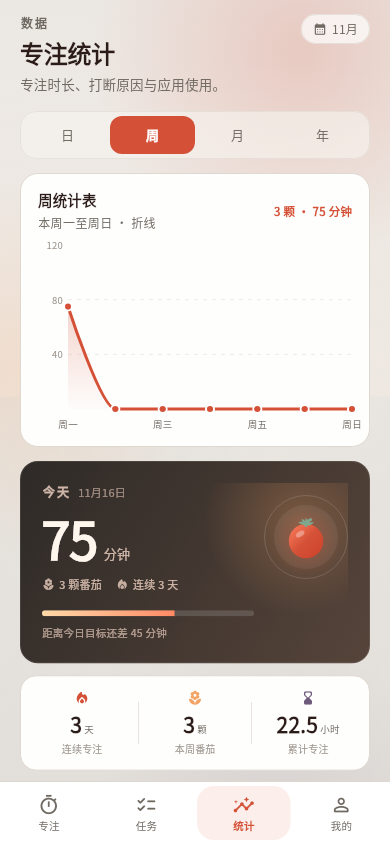 数据
专注统计
11月
专注时长、打断原因与应用使用。
日 周 月 年
周统计表
本周一至周日 · 折线
3 颗 · 75 分钟
120
80
40
周一 周三 周五 周日
今天 11月16日
75 分钟
3 颗番茄 连续 3 天
距离今日目标还差 45 分钟
3 天 3 颗 22.5 小时
连续专注 本周番茄 累计专注
专注 任务 统计 我的